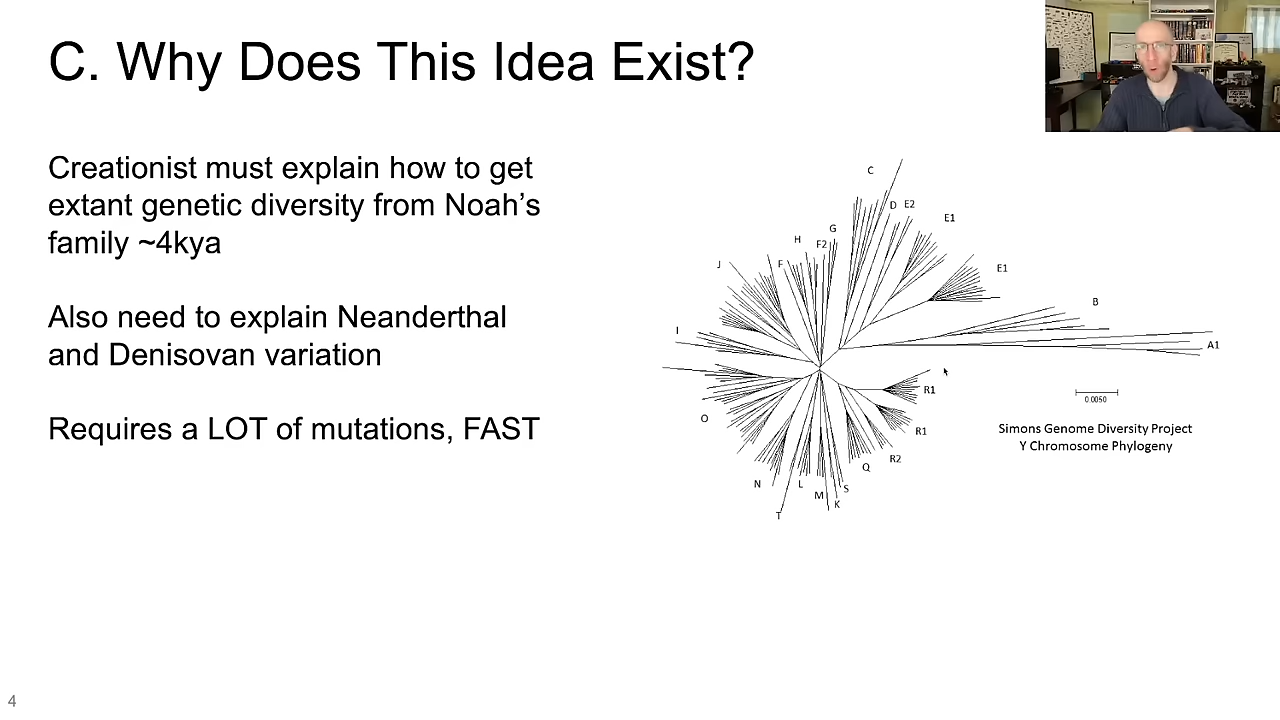 C. Why Does This Idea Exist?
Creationist must explain how to get
extant genetic diversity from Noah’s
family ~4kya
Also need to explain Neanderthal
and Denisovan variation
Requires a LOT of mutations, FAST
C
D E2
E1
G
H
F2
F
J
E1
B
I
A1
R1
0.0050
O
R1
Simons Genome Diversity Project
Y Chromosome Phylogeny
R2
Q
N
L
M
S
K
T
4